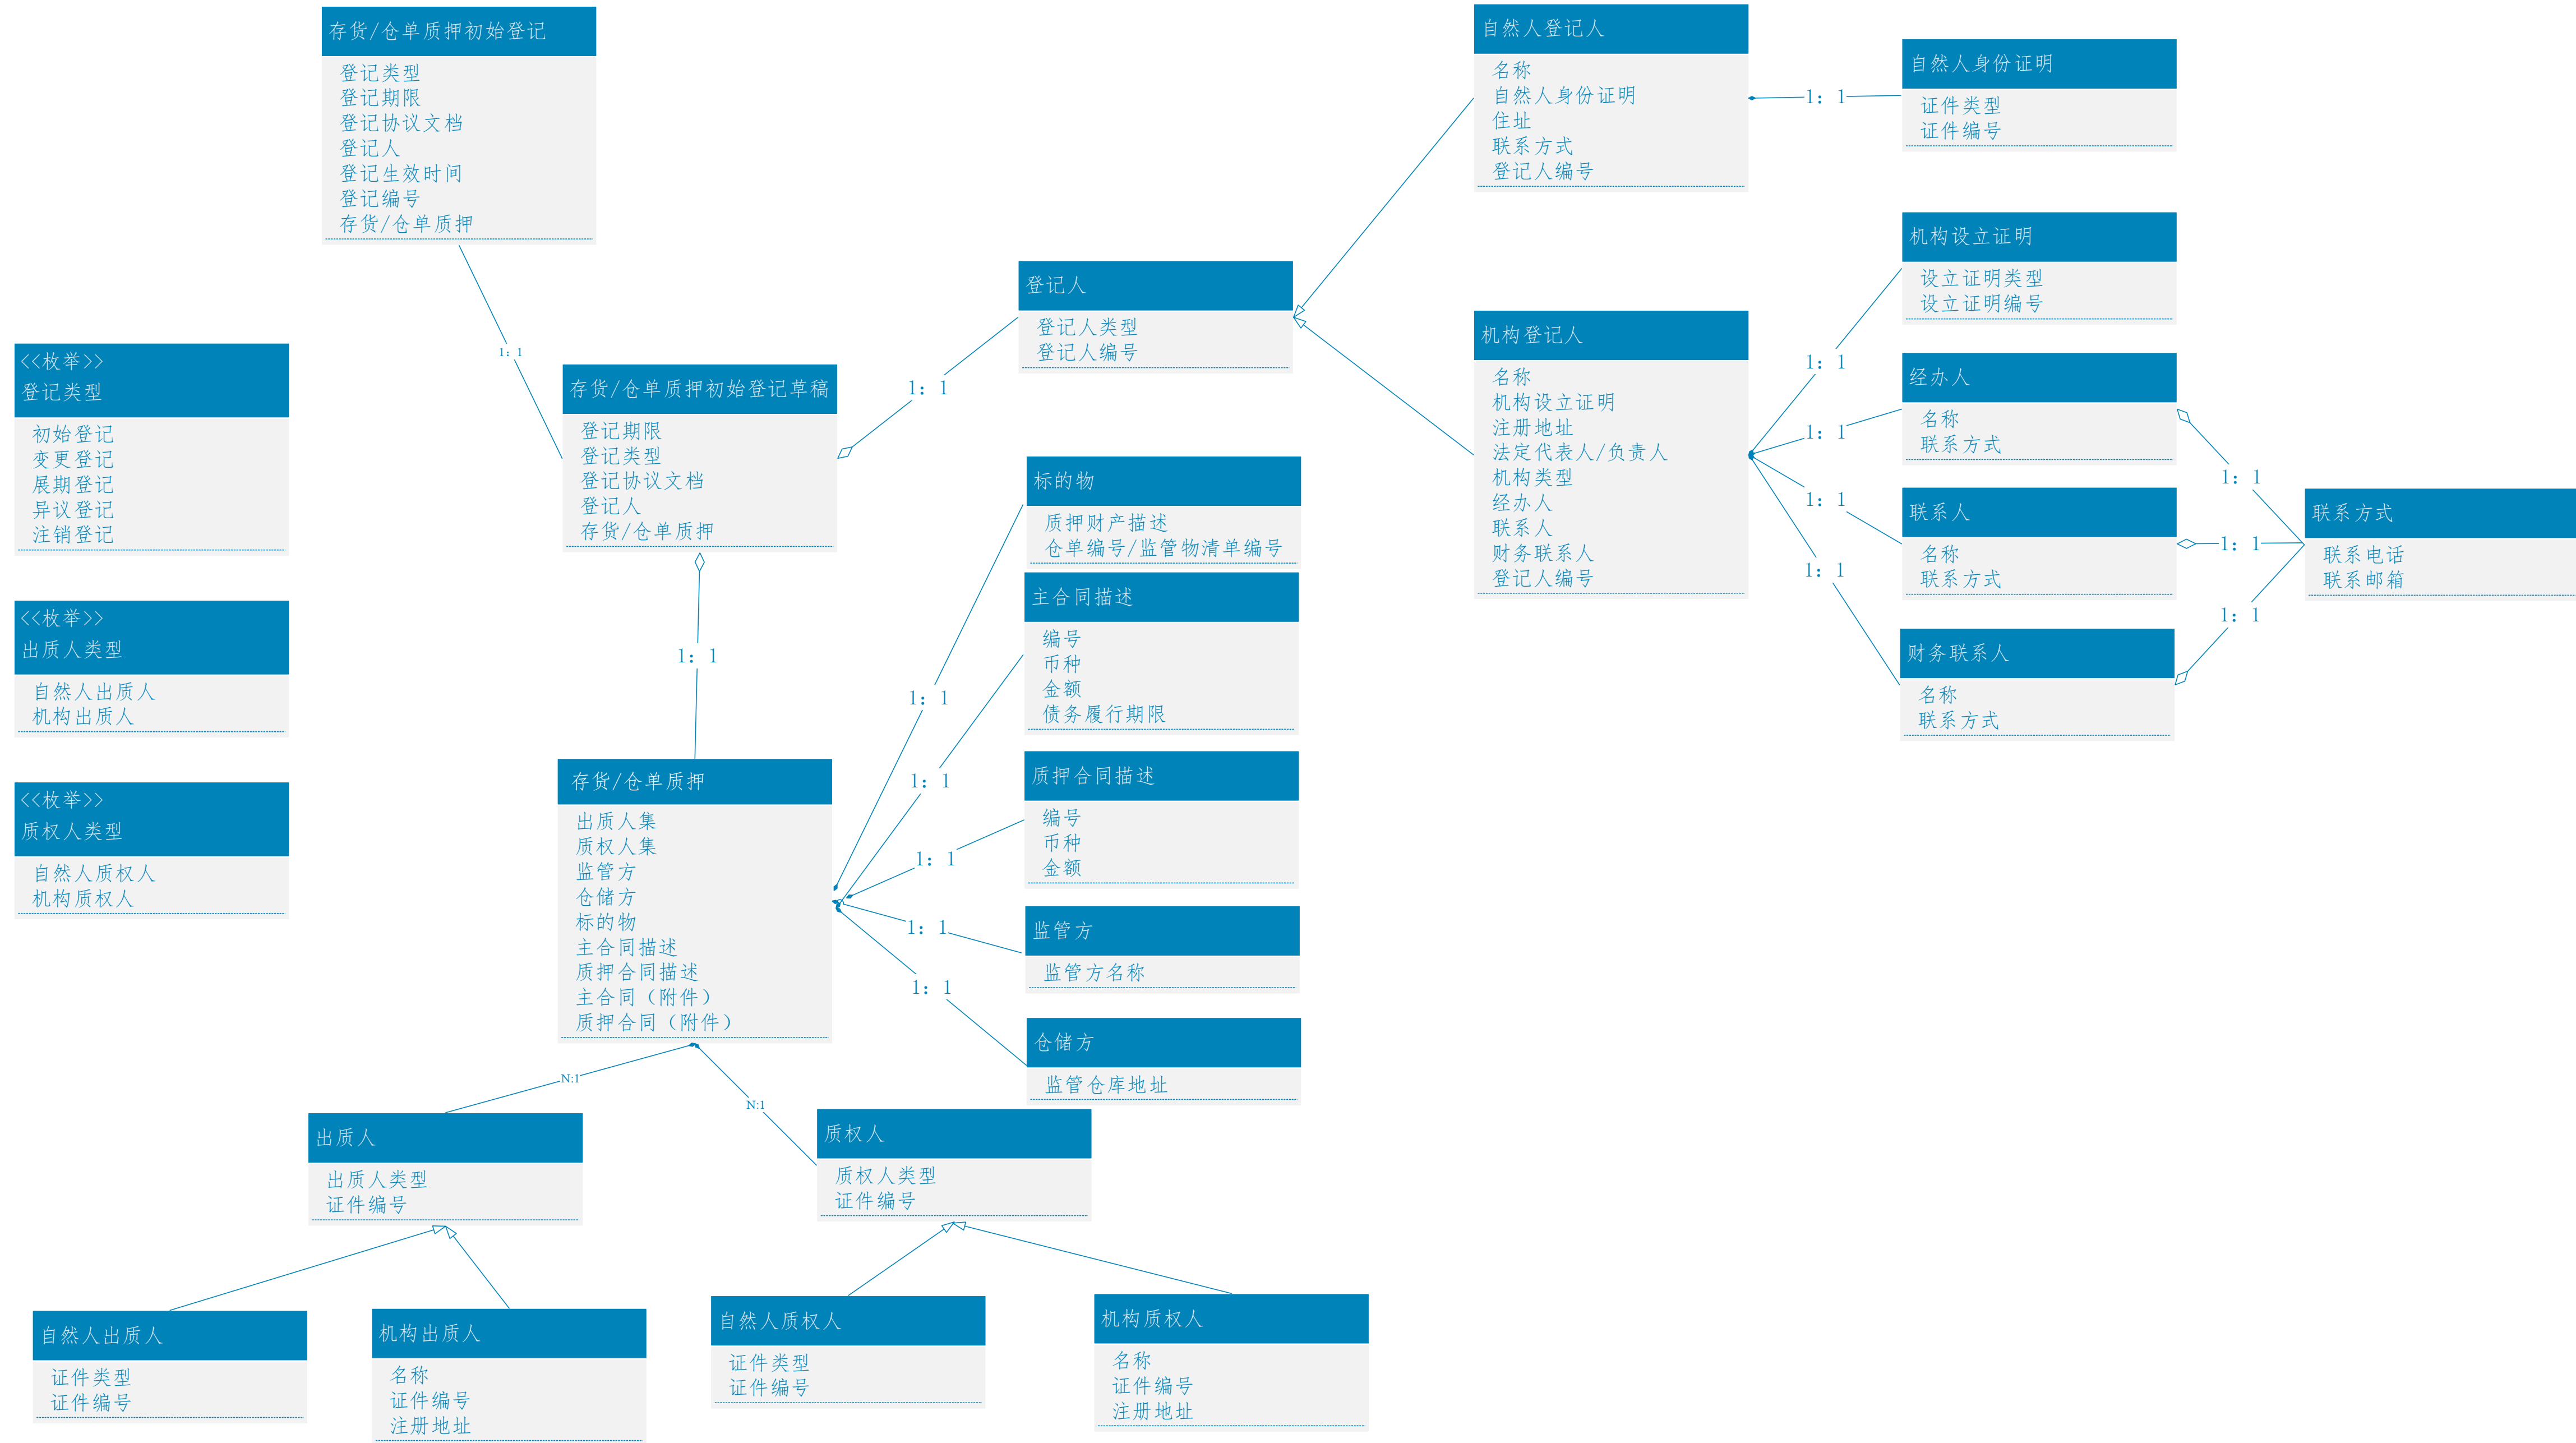 存货/仓单质押初始登记
登记类型
登记期限
登记协议文档
登记人
登记生效时间
登记编号
存货/仓单质押
1：1
<<枚举>>
登记类型
初始登记
变更登记
展期登记
异议登记
注销登记
<<枚举>>
出质人类型
自然人出质人
机构出质人
<<枚举>>
质权人类型
自然人质权人
机构质权人
存货/仓单质押初始登记草稿
登记期限
登记类型
登记协议文档
登记人
存货/仓单质押
1：1
登记人
登记人类型
登记人编号
1：1
自然人登记人
名称
自然人身份证明
住址
联系方式
登记人编号
1：1
自然人身份证明
证件类型
证件编号
机构登记人
名称
机构设立证明
注册地址
法定代表人/负责人
机构类型
经办人
联系人
财务联系人
登记人编号
1：1
1：1
1：1
1：1
机构设立证明
设立证明类型
设立证明编号
经办人
名称
联系方式
联系人
名称
联系方式
财务联系人
名称
联系方式
1：1
1：1
1：1
联系方式
联系电话
联系邮箱
存货/仓单质押
出质人集
质权人集
监管方
仓储方
标的物
主合同描述
质押合同描述
主合同（附件）
质押合同（附件）
1：1
1：1
1：1
1：1
1：1
标的物
质押财产描述
仓单编号/监管物清单编号
主合同描述
编号
币种
金额
债务履行期限
质押合同描述
编号
币种
金额
监管方
监管方名称
仓储方
监管仓库地址
N:1
N:1
出质人
出质人类型
证件编号
质权人
质权人类型
证件编号
自然人出质人
证件类型
证件编号
机构出质人
名称
证件编号
注册地址
自然人质权人
证件类型
证件编号
机构质权人
名称
证件编号
注册地址